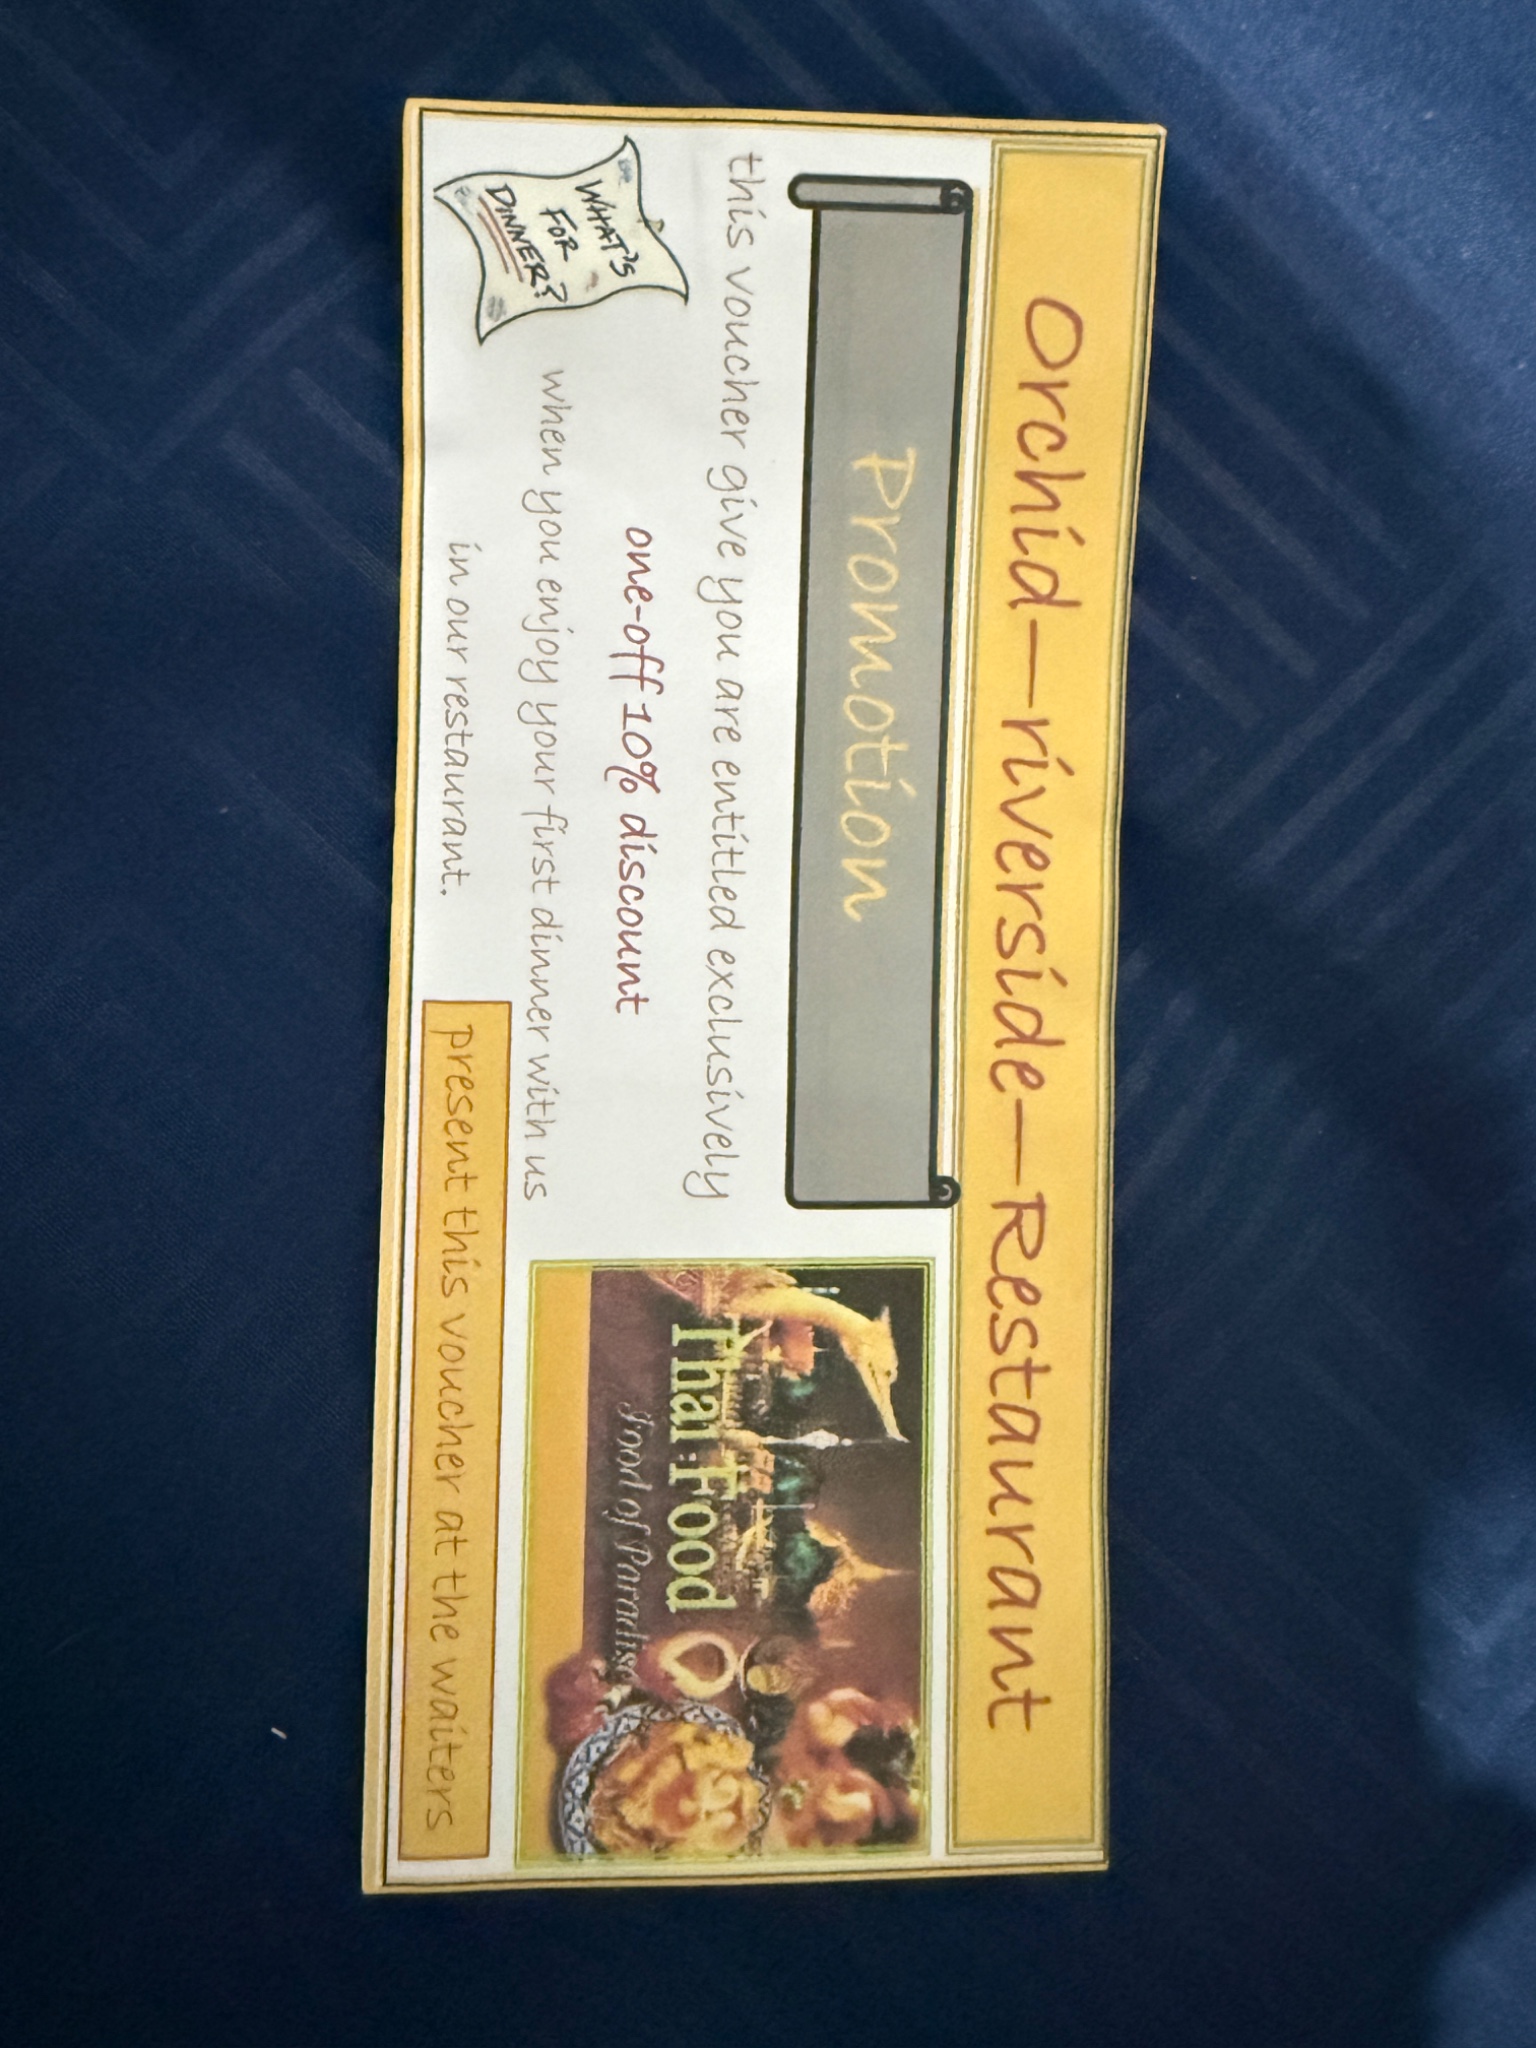 Orchid—riverside—Restaurant
Promotion
this voucher give you are entitled exclusively
one-off 10% discount
when you enjoy your first dinner with us
in our restaurant.
WHAT'S
FOR
DINNER?
Thai Food
Food of Paradise
present this voucher at the waiters